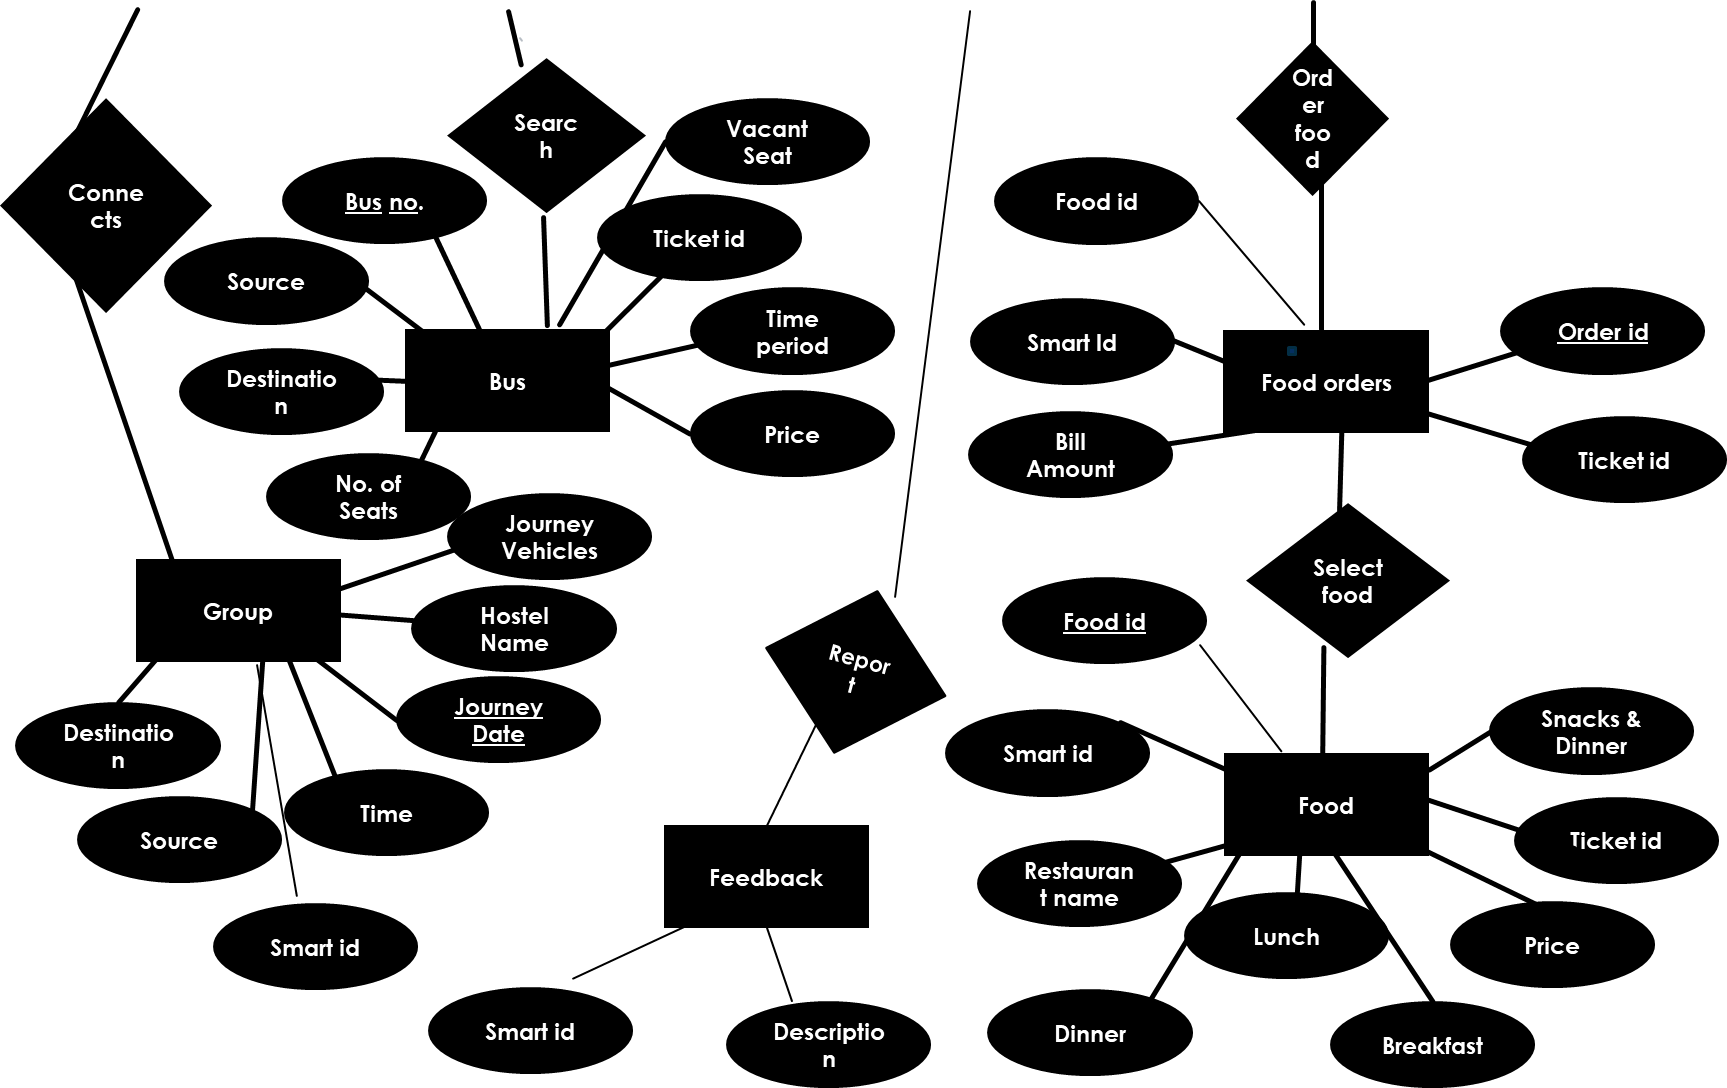 Conne
cts
Searc
h
Vacant
Seat
Bus no.
Ticket id
Source
Time
period
Destinatio
n
Bus
Price
No. of
Seats
Journey
Vehicles
Group
Hostel
Name
Journey
Date
Destinatio
n
Source
Time
Smart id
Repor
t
Feedback
Smart id
Descriptio
n
Ord
er
foo
d
Food id
Smart Id
Order id
Food orders
Bill
Amount
Ticket id
Select
food
Food id
Smart id
Snacks &
Dinner
Food
Ticket id
Restauran
t name
Lunch
Price
Dinner
Breakfast